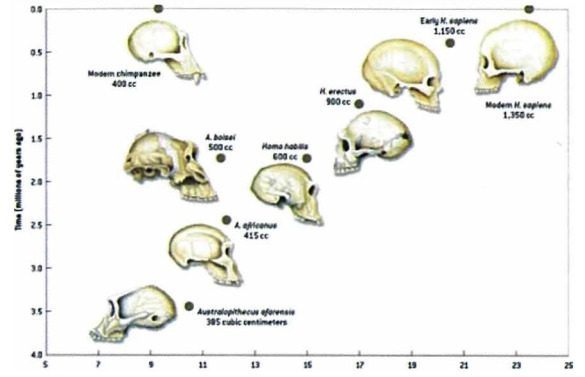 0.0
0.5
1.0
1.5
2.0
2.5
3.0
3.5
4.0
Time (millions of years ago)
Early H. sapiens
1,150 cc
Modern chimpanzee
400 cc
H. erectus
900 cc
Modern H. sapiens
1,350 cc
A. boisei
500 cc
Homo habilis
600 cc
A. africanus
415 cc
Australopithecus afarensis
385 cubic centimeters
5
7
9
11
13
15
17
19
21
23
25